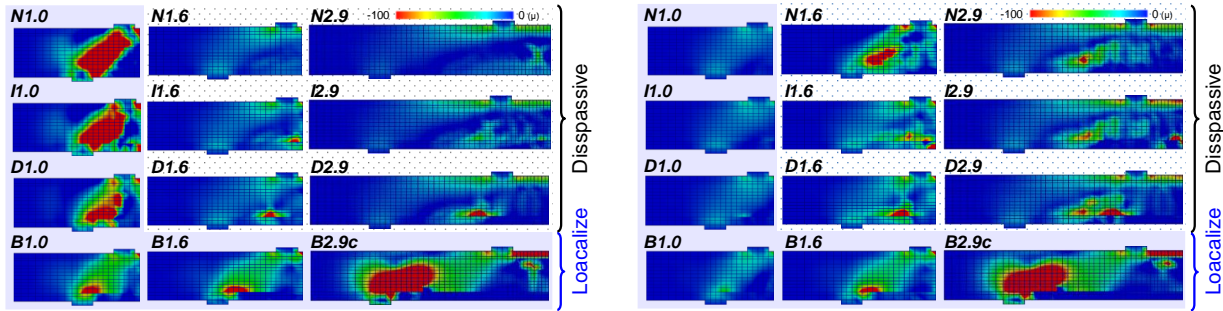 N1.0 N1.6 N2.9 -100 0 (μ)
I1.0 I1.6 I2.9
D1.0 D1.6 D2.9
B1.0 B1.6 B2.9c
Disspassive
Loacalize
N1.0 N1.6 N2.9 -100 0 (μ)
I1.0 I1.6 I2.9
D1.0 D1.6 D2.9
B1.0 B1.6 B2.9c
Disspassive
Loacalize